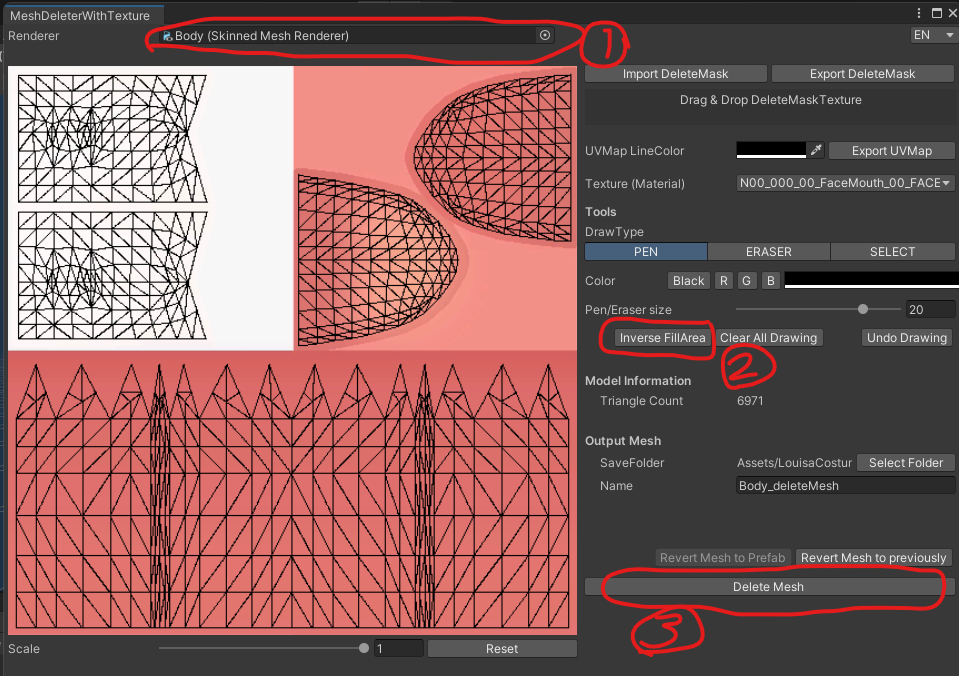 MeshDeleterWithTexture
Renderer Body (Skinned Mesh Renderer)
1
EN
Import DeleteMask Export DeleteMask
Drag & Drop DeleteMaskTexture
UVMap LineColor Export UVMap
Texture (Material) N00_000_00_FaceMouth_00_FACE
Tools
DrawType
PEN ERASER SELECT
Color Black R G B
Pen/Eraser size 20
Inverse FillArea Clear All Drawing Undo Drawing
2
Model Information
Triangle Count 6971
Output Mesh
SaveFolder Assets/LouisaCostur Select Folder
Name Body_deleteMesh
Revert Mesh to Prefab Revert Mesh to previously
Delete Mesh
3
Scale 1 Reset